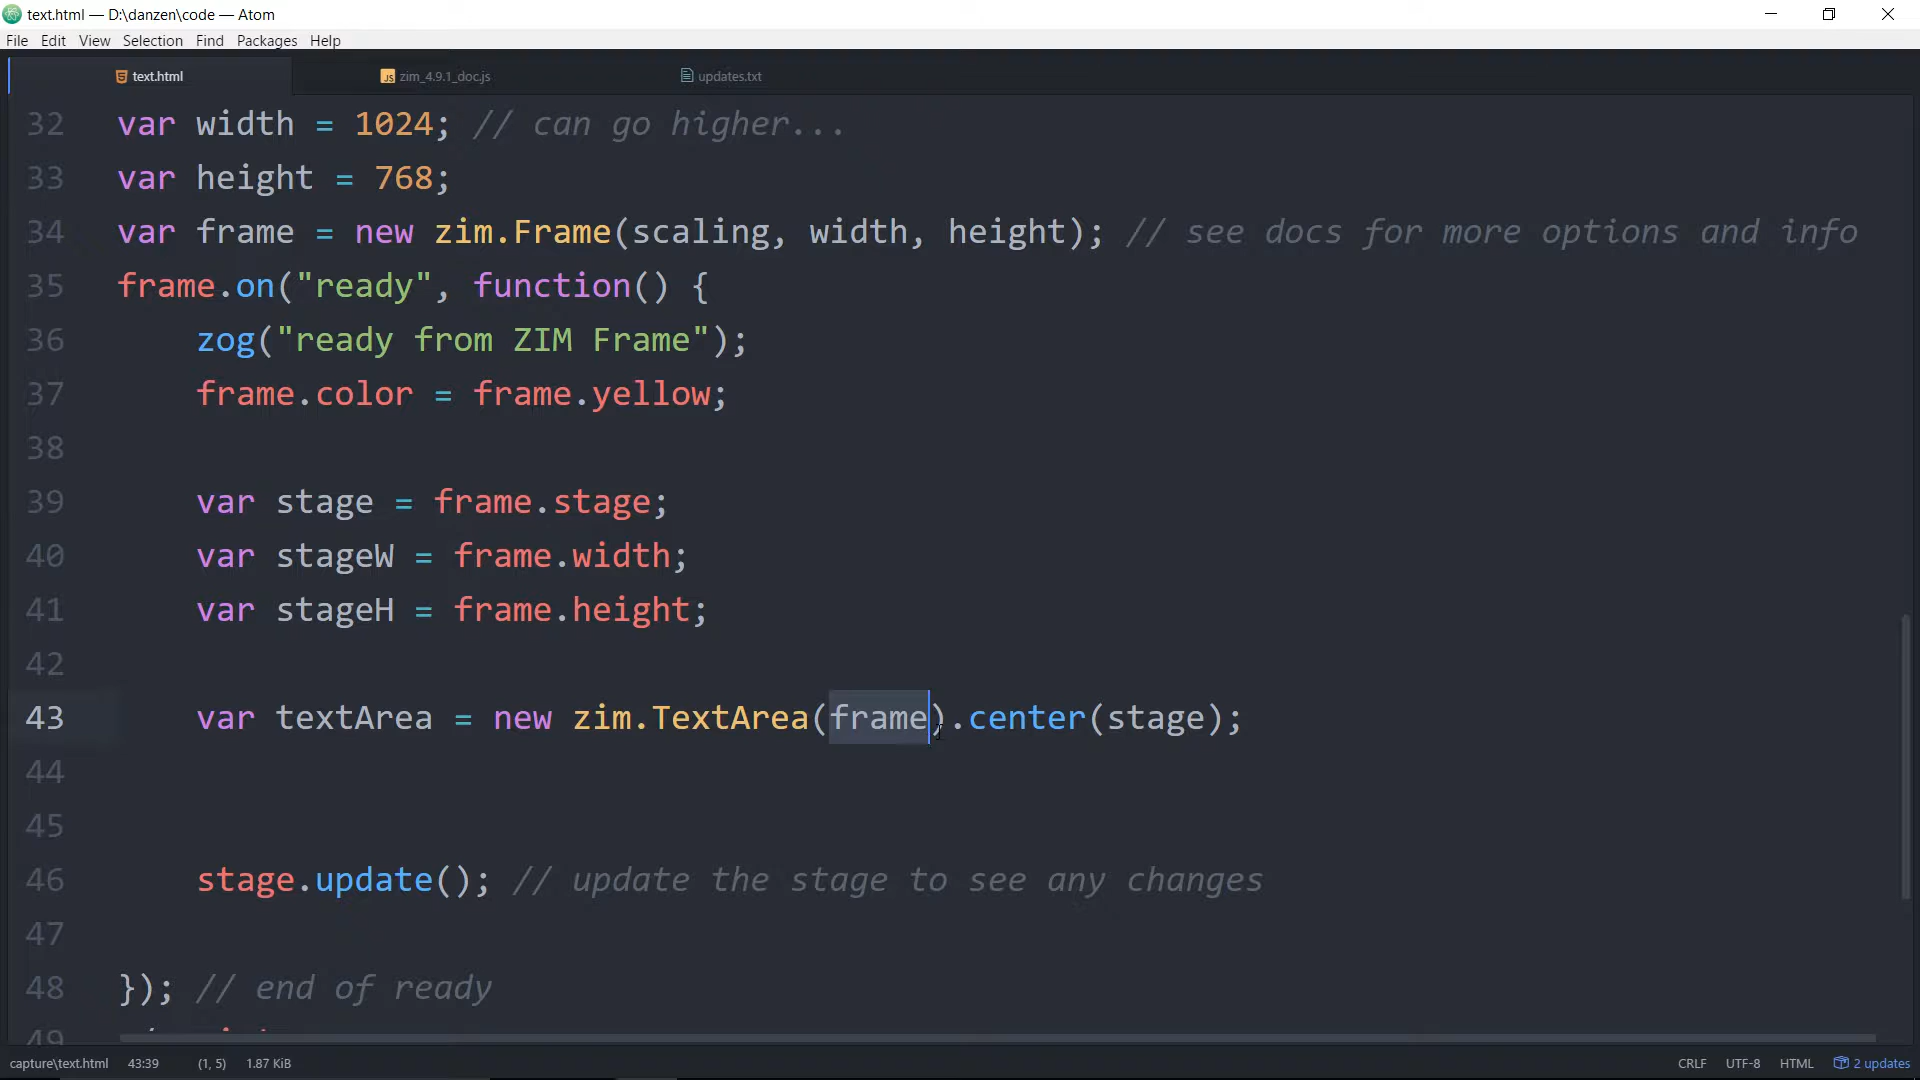 text.html — D:\danzen\code — Atom
File Edit View Selection Find Packages Help
text.html zim_4.9.1_doc.js updates.txt
32 var width = 1024; // can go higher...
33 var height = 768;
34 var frame = new zim.Frame(scaling, width, height); // see docs for more options and info
35 frame.on("ready", function() {
36 zog("ready from ZIM Frame");
37 frame.color = frame.yellow;
38
39 var stage = frame.stage;
40 var stageW = frame.width;
41 var stageH = frame.height;
42
43 var textArea = new zim.TextArea(frame).center(stage);
44
45
46 stage.update(); // update the stage to see any changes
47
48 }); // end of ready
49
capture\text.html 43:39 (1, 5) 1.87 KiB CRLF UTF-8 HTML 2 updates